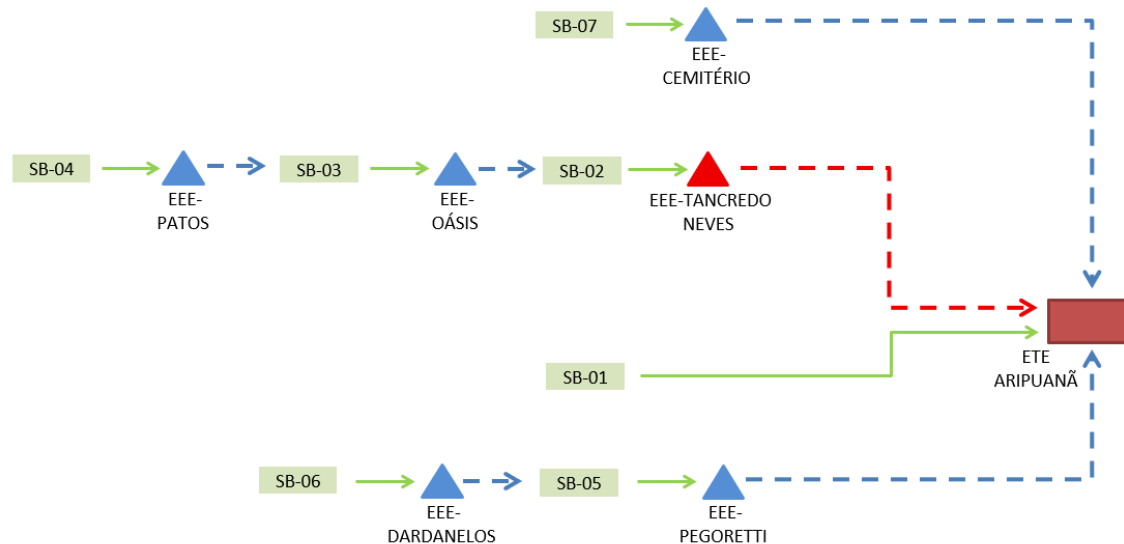 SB-07
EEE-
CEMITÉRIO
SB-04
EEE-
PATOS
SB-03
EEE-
OÁSIS
SB-02
EEE-TANCREDO
NEVES
SB-01
ETE
ARIPUANÃ
SB-06
EEE-
DARDANELOS
SB-05
EEE-
PEGORETTI